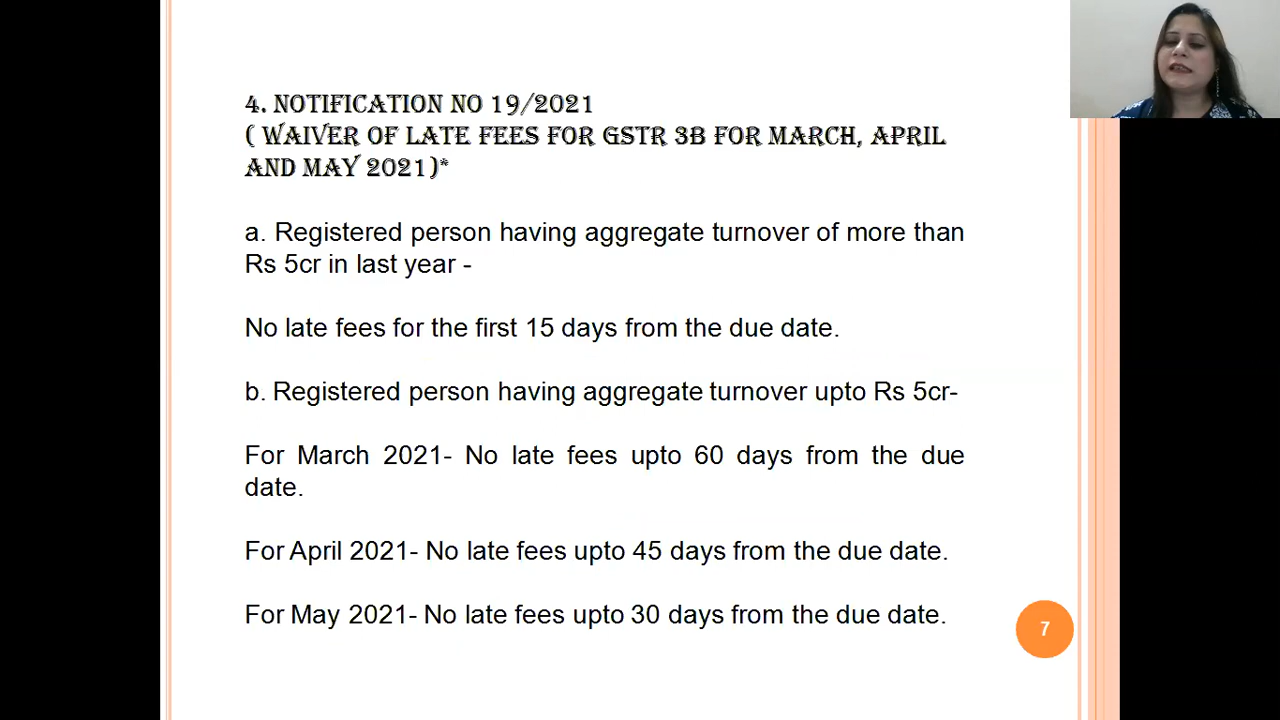 4. NOTIFICATION NO 19/2021
( WAIVER OF LATE FEES FOR GSTR 3B FOR MARCH, APRIL
AND MAY 2021)*
a. Registered person having aggregate turnover of more than
Rs 5cr in last year -
No late fees for the first 15 days from the due date.
b. Registered person having aggregate turnover upto Rs 5cr-
For March 2021- No late fees upto 60 days from the due
date.
For April 2021- No late fees upto 45 days from the due date.
For May 2021- No late fees upto 30 days from the due date.
7